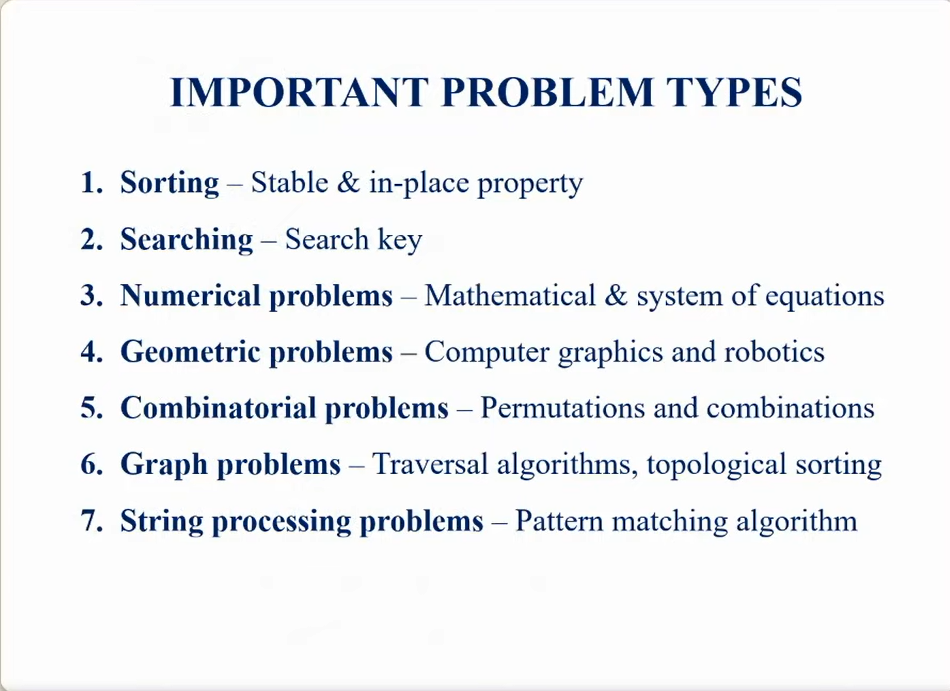 IMPORTANT PROBLEM TYPES
1. Sorting – Stable & in-place property
2. Searching – Search key
3. Numerical problems – Mathematical & system of equations
4. Geometric problems – Computer graphics and robotics
5. Combinatorial problems – Permutations and combinations
6. Graph problems – Traversal algorithms, topological sorting
7. String processing problems – Pattern matching algorithm